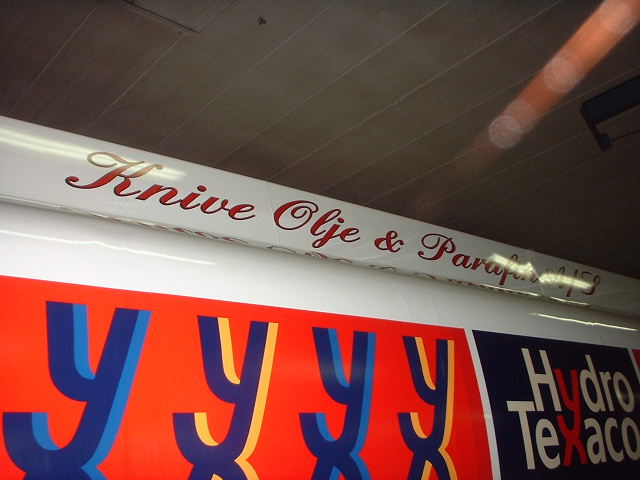 Knive Olje & Parafin A/S
Hydro
Texaco